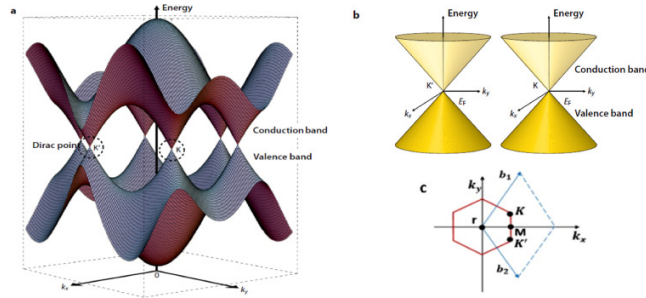 a
Energy
Dirac point
K'
K
Conduction band
Valence band
0
kx
ky
b
Energy
Energy
K'
K
Conduction band
ky
ky
kx
EF
kx
EF
Valence band
c
ky
b1
K
r
M
kx
K'
b2